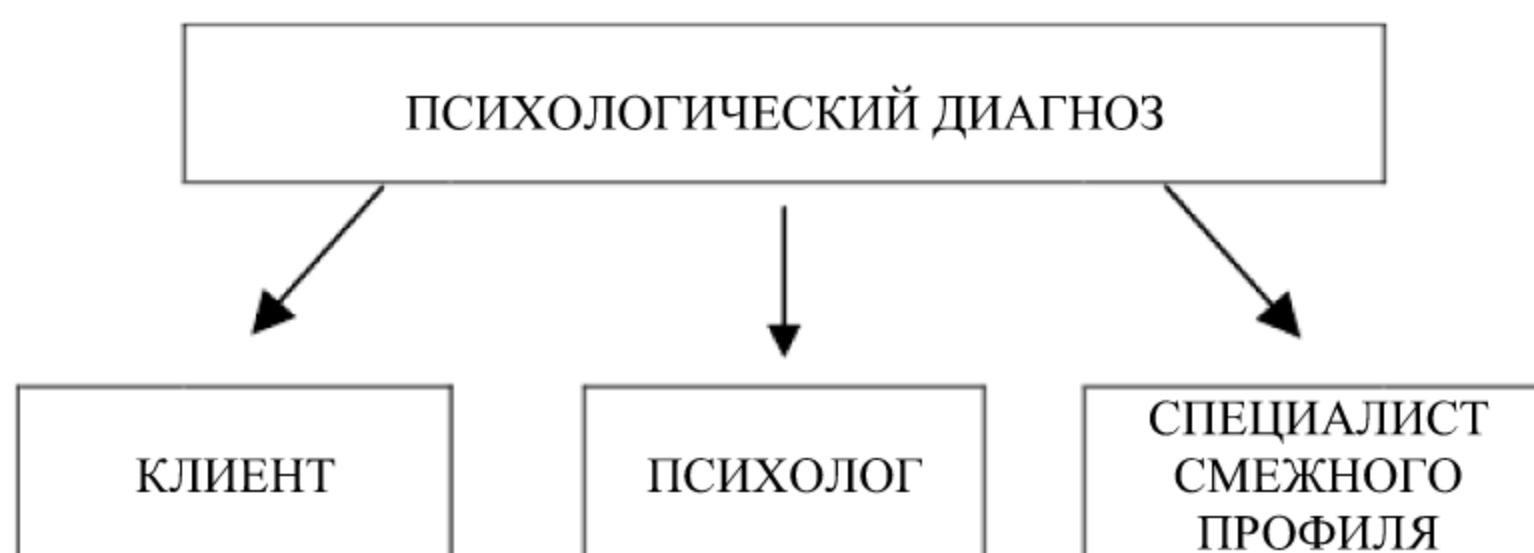 ПСИХОЛОГИЧЕСКИЙ ДИАГНОЗ
КЛИЕНТ
ПСИХОЛОГ
СПЕЦИАЛИСТ
СМЕЖНОГО
ПРОФИЛЯ